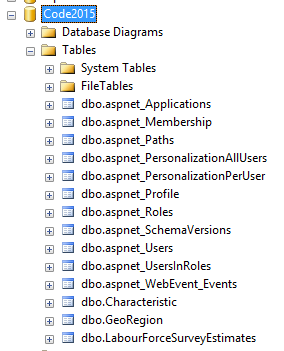 Code2015
Database Diagrams
Tables
System Tables
FileTables
dbo.aspnet_Applications
dbo.aspnet_Membership
dbo.aspnet_Paths
dbo.aspnet_PersonalizationAllUsers
dbo.aspnet_PersonalizationPerUser
dbo.aspnet_Profile
dbo.aspnet_Roles
dbo.aspnet_SchemaVersions
dbo.aspnet_Users
dbo.aspnet_UsersInRoles
dbo.aspnet_WebEvent_Events
dbo.Characteristic
dbo.GeoRegion
dbo.LabourForceSurveyEstimates